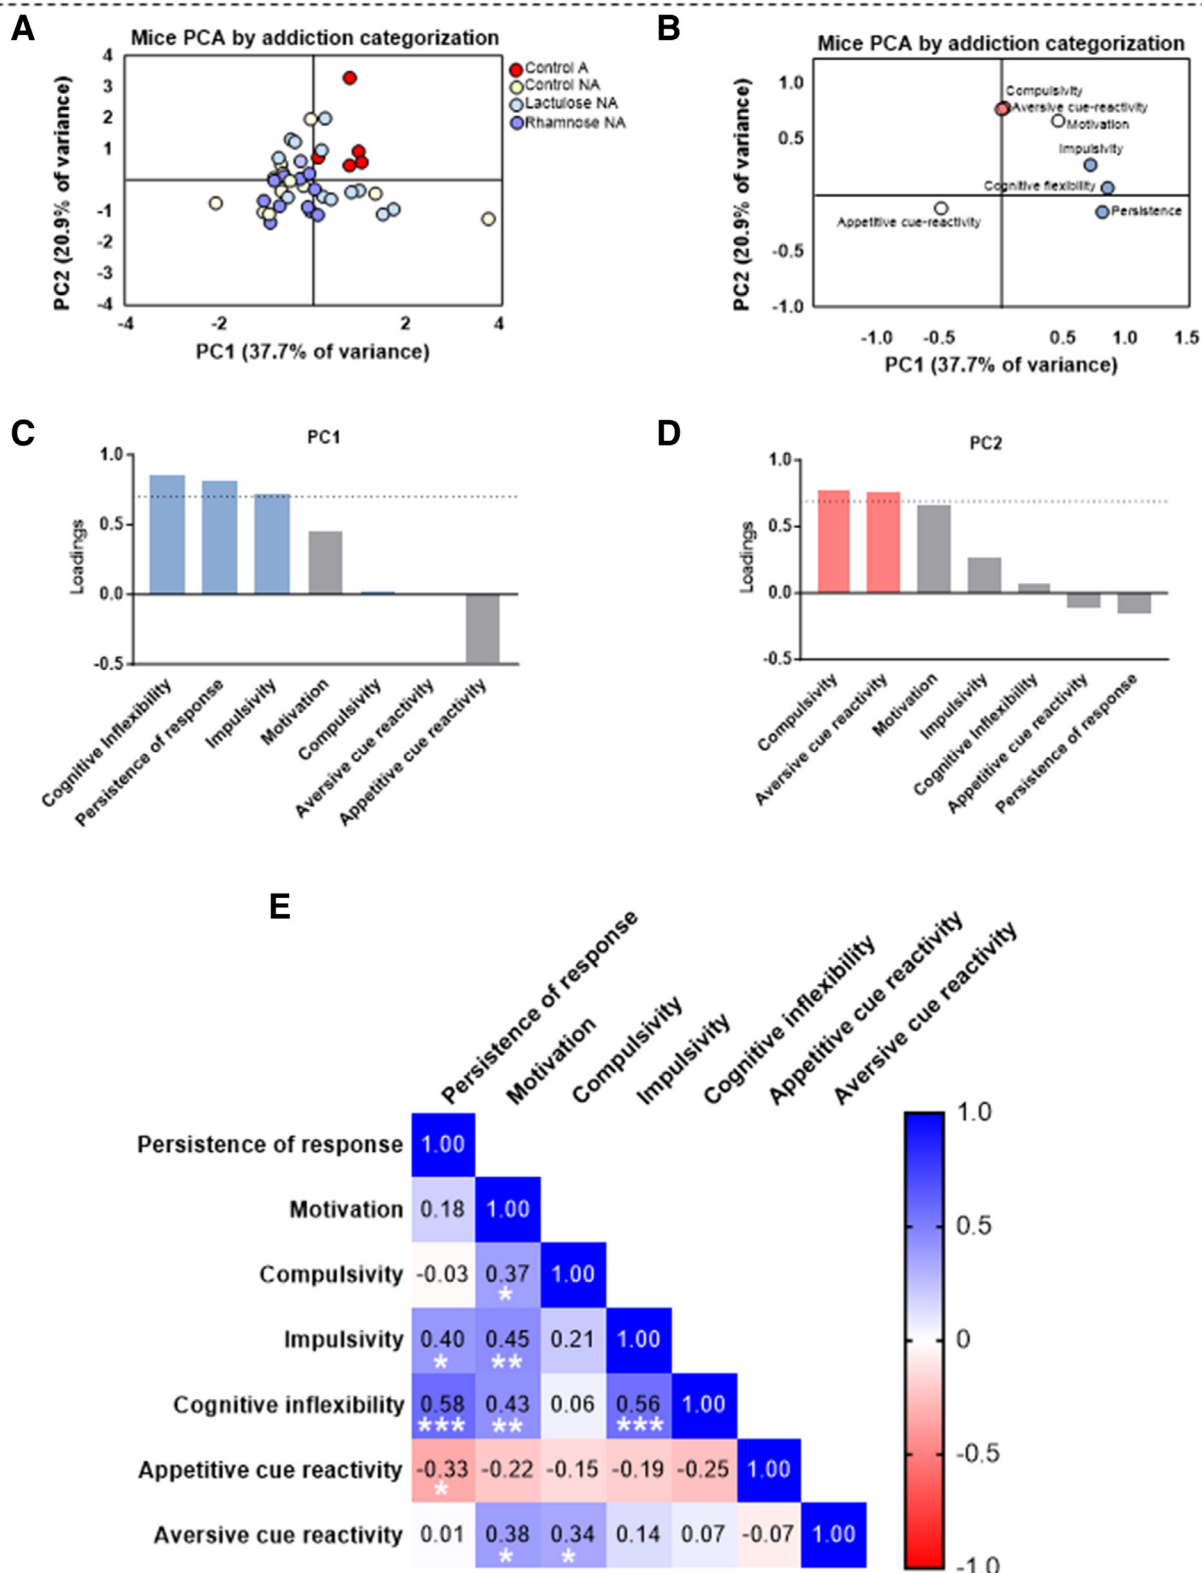 A
Mice PCA by addiction categorization
PC2 (20.9% of variance)
4
3
2
1
-1
-2
-3
-4
-4
-2
2
4
PC1 (37.7% of variance)
Control A
Control NA
Lactulose NA
Rhamnose NA
B
Mice PCA by addiction categorization
PC2 (20.9% of variance)
1.0
0.5
-0.5
-1.0
Compulsivity
Aversive cue-reactivity
Motivation
Impulsivity
Cognitive flexibility
Persistence
Appetitive cue-reactivity
-1.0
-0.5
0.5
1.0
1.5
PC1 (37.7% of variance)
C
PC1
Loadings
1.0
0.5
0.0
-0.5
Cognitive Inflexibility
Persistence of response
Impulsivity
Motivation
Compulsivity
Aversive cue reactivity
Appetitive cue reactivity
D
PC2
Loadings
1.0
0.5
0.0
-0.5
Compulsivity
Aversive cue reactivity
Motivation
Impulsivity
Cognitive Inflexibility
Appetitive cue reactivity
Persistence of response
E
Persistence of response
Motivation
Compulsivity
Impulsivity
Cognitive inflexibility
Appetitive cue reactivity
Aversive cue reactivity
Persistence of response 1.00
Motivation 0.18 1.00
Compulsivity -0.03 0.37 1.00
*
Impulsivity 0.40 0.45 0.21 1.00
* **
Cognitive inflexibility 0.58 0.43 0.06 0.56 1.00
*** ** ***
Appetitive cue reactivity -0.33 -0.22 -0.15 -0.19 -0.25 1.00
*
Aversive cue reactivity 0.01 0.38 0.34 0.14 0.07 -0.07 1.00
* *
1.0
0.5
0
-0.5
-1.0